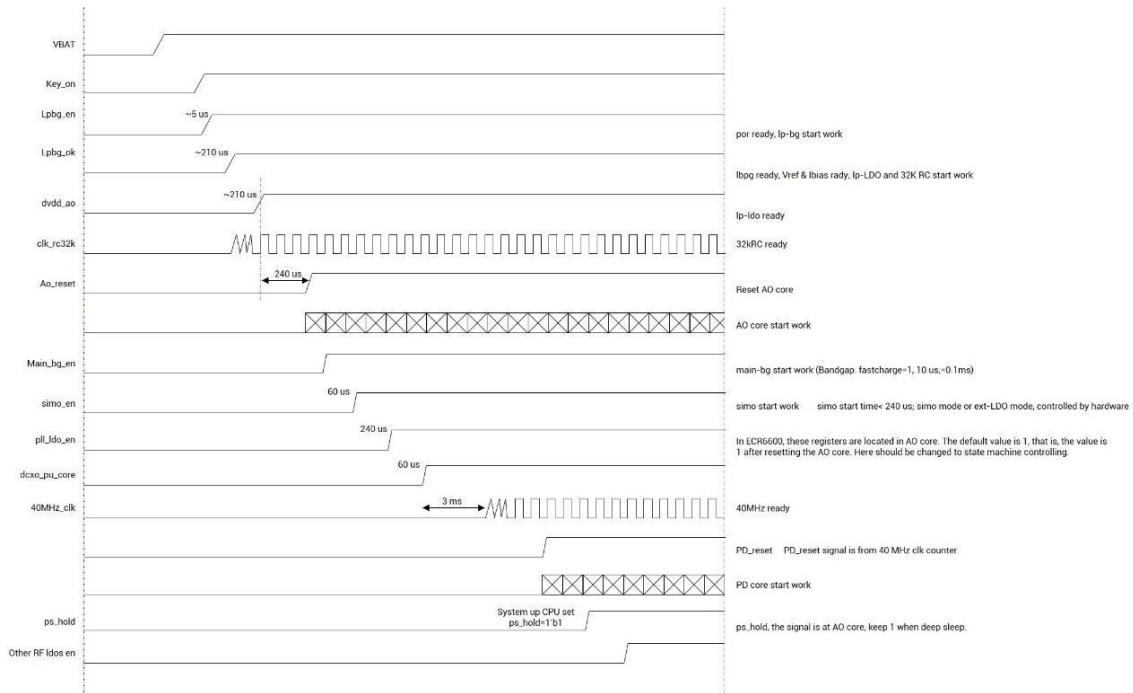 VBAT
Key_on
Lpbg_en
~5 us
por ready, lp-bg start work
Lpbg_ok
~210 us
lbpg ready, Vref & Ibias rady, lp-LDO and 32K RC start work
dvdd_ao
~210 us
lp-ldo ready
clk_rc32k
32kRC ready
Ao_reset
240 us
Reset AO core
AO core start work
Main_bg_en
main-bg start work (Bandgap. fastcharge=1, 10 us;=0.1ms)
simo_en
60 us
simo start work simo start time< 240 us; simo mode or ext-LDO mode, controlled by hardware
pll_ldo_en
240 us
In ECR6600, these registers are located in AO core. The default value is 1, that is, the value is
1 after resetting the AO core. Here should be changed to state machine controlling.
dcxo_pu_core
60 us
40MHz_clk
3 ms
40MHz ready
PD_reset PD_reset signal is from 40 MHz clk counter
PD core start work
ps_hold
System up CPU set
ps_hold=1'b1
ps_hold, the signal is at AO core, keep 1 when deep sleep.
Other RF ldos en